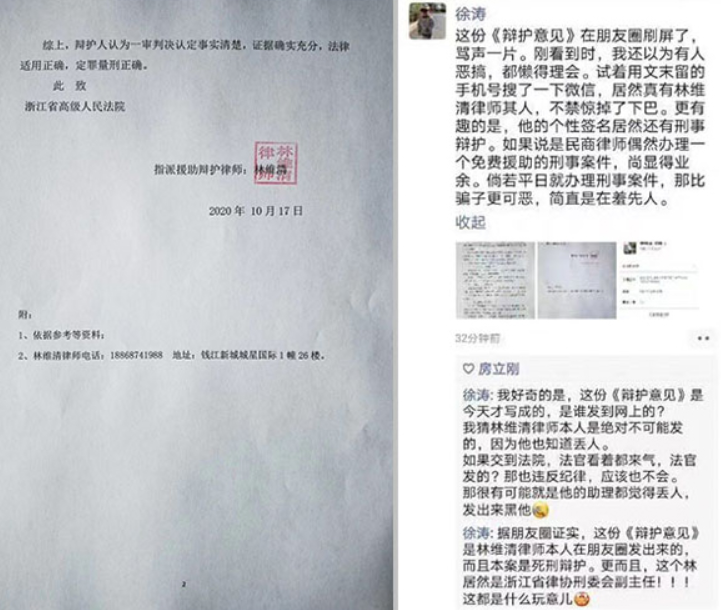 综上，辩护人认为一审判决认定事实清楚，证据确实充分，法律
适用正确，定罪量刑正确。
此 致
浙江省高级人民法院
指派援助辩护律师：林维清
2020 年 10 月 17 日
附：
1、依据参考等资料；
2、林维清律师电话：18868741988 地址：钱江新城城星国际 1 幢 26 楼。
2
徐涛
这份《辩护意见》在朋友圈刷屏了，
骂声一片。刚看到时，我还以为有人
恶搞，都懒得理会。试着用文末留的
手机号搜了一下微信，居然真有林维
清律师其人，不禁惊掉了下巴。更有
趣的是，他的个性签名居然还有刑事
辩护。如果说是民商律师偶然办理一
个免费援助的刑事案件，尚显得业
余。倘若平日就办理刑事案件，那比
骗子更可恶，简直是在羞先人。
收起
32分钟前
房立刚
徐涛: 我好奇的是，这份《辩护意见》是
今天才写成的，是谁发到网上的？
我猜林维清律师本人是绝对不可能发
的，因为他也知道丢人。
如果交到法院，法官看着都来气，法官
发的？那也违反纪律，应该也不会。
那很有可能就是他的助理都觉得丢人，
发出来黑他
徐涛: 据朋友圈证实，这份《辩护意见》
是林维清律师本人在朋友圈发出来的，
而且本案是死刑辩护。更而且，这个林
居然是浙江省律协刑委会副主任！！！
这都是什么玩意儿